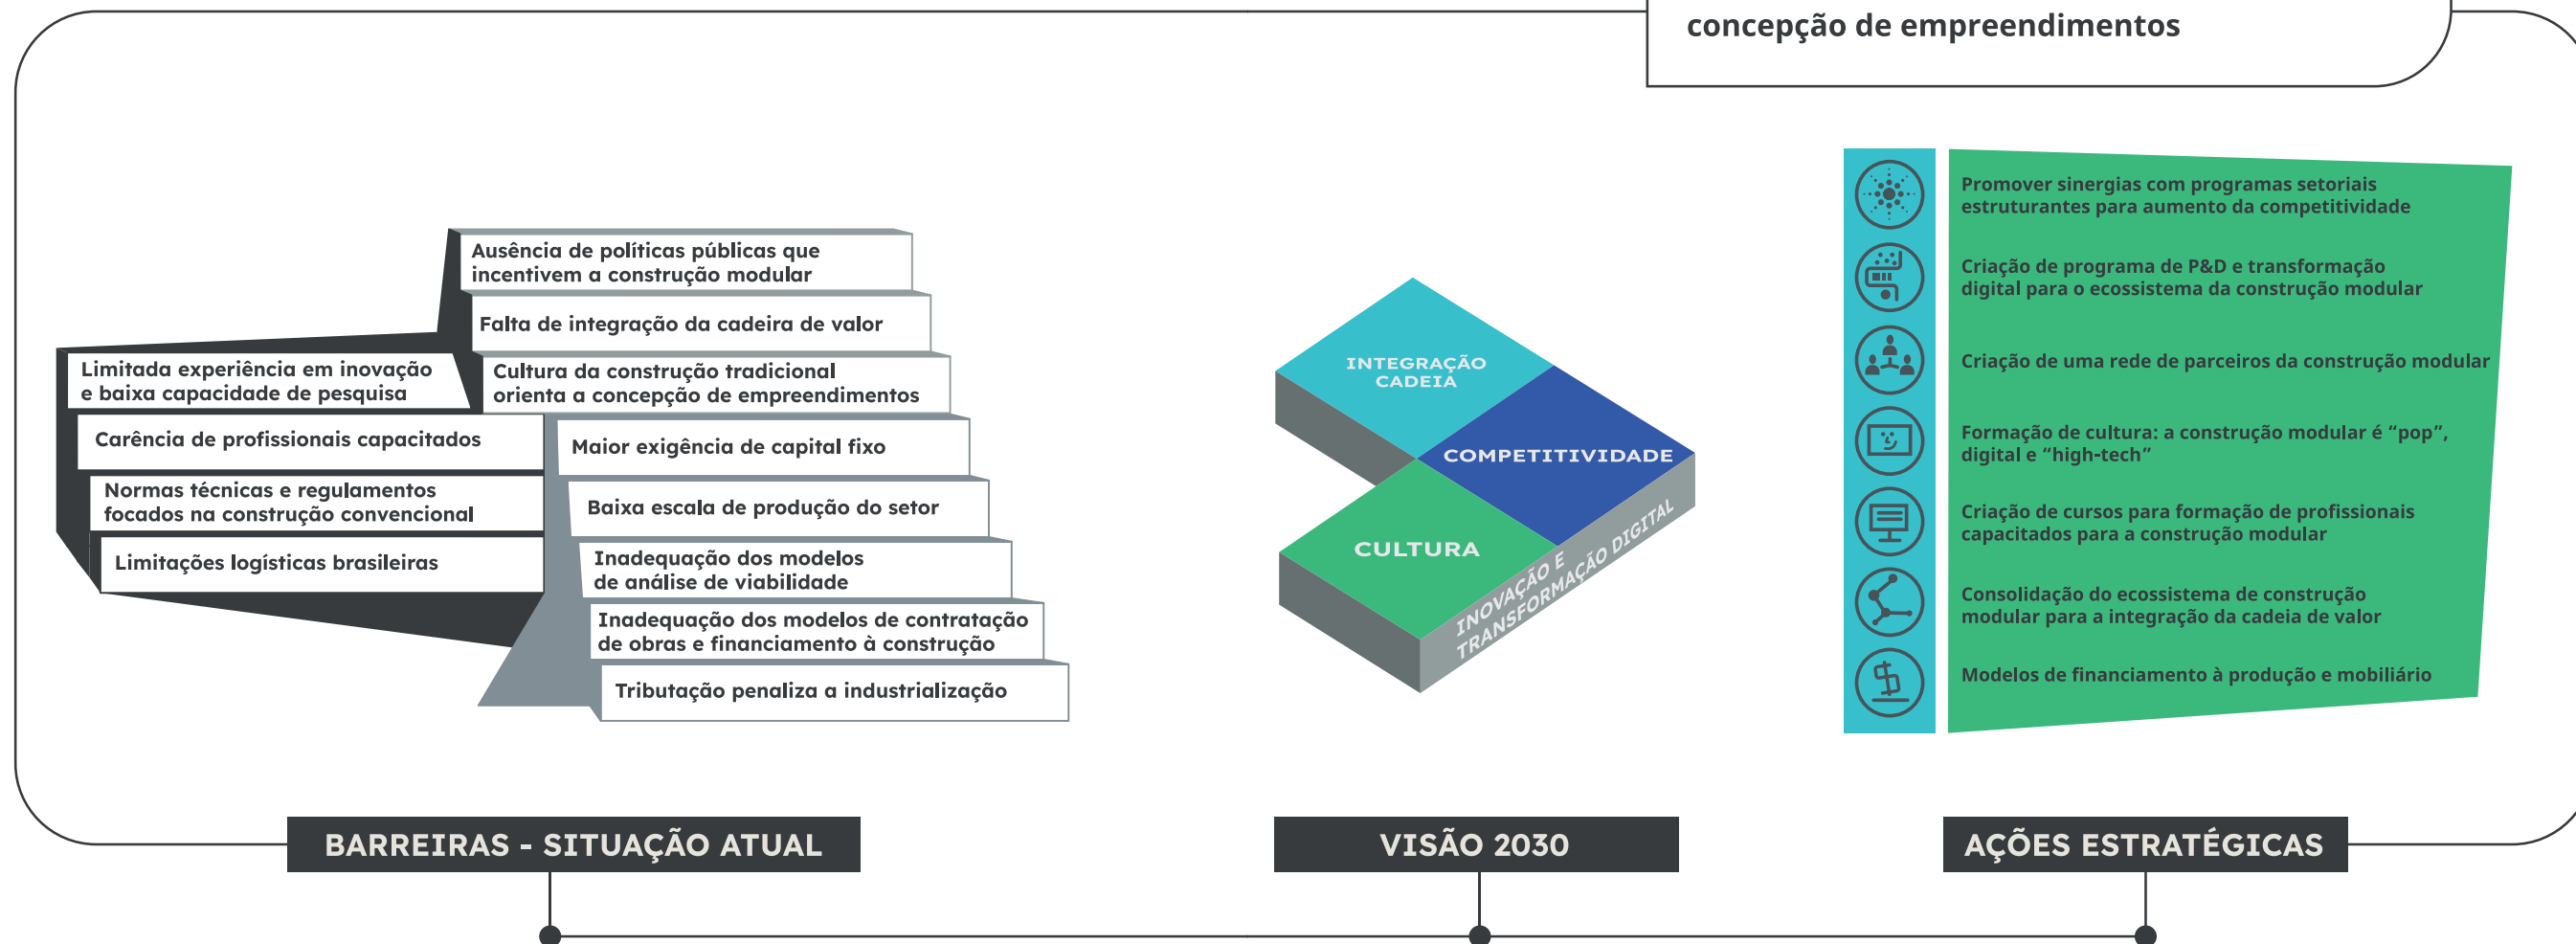 concepção de empreendimentos
Ausência de políticas públicas que
incentivem a construção modular
Falta de integração da cadeira de valor
Cultura da construção tradicional
orienta a concepção de empreendimentos
Limitada experiência em inovação
e baixa capacidade de pesquisa
Carência de profissionais capacitados
Normas técnicas e regulamentos
focados na construção convencional
Limitações logísticas brasileiras
Maior exigência de capital fixo
Baixa escala de produção do setor
Inadequação dos modelos
de análise de viabilidade
Inadequação dos modelos de contratação
de obras e financiamento à construção
Tributação penaliza a industrialização
INTEGRAÇÃO
CADEIA
COMPETITIVIDADE
CULTURA
INOVAÇÃO E
TRANSFORMAÇÃO DIGITAL
Promover sinergias com programas setoriais
estruturantes para aumento da competitividade
Criação de programa de P&D e transformação
digital para o ecossistema da construção modular
Criação de uma rede de parceiros da construção modular
Formação de cultura: a construção modular é “pop”,
digital e “high-tech”
Criação de cursos para formação de profissionais
capacitados para a construção modular
Consolidação do ecossistema de construção
modular para a integração da cadeia de valor
Modelos de financiamento à produção e mobiliário
BARREIRAS - SITUAÇÃO ATUAL
VISÃO 2030
AÇÕES ESTRATÉGICAS